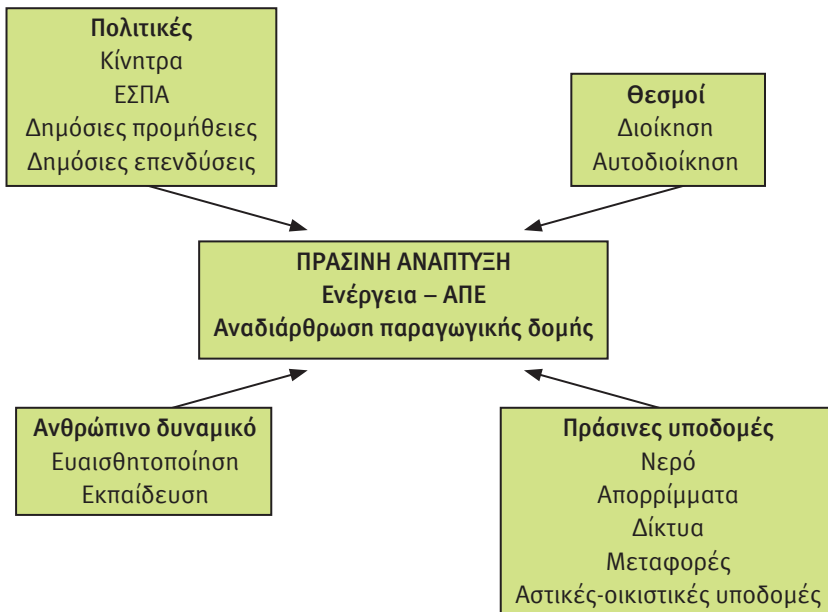 Πολιτικές
Κίνητρα
ΕΣΠΑ
Δημόσιες προμήθειες
Δημόσιες επενδύσεις
Θεσμοί
Διοίκηση
Αυτοδιοίκηση
ΠΡΑΣΙΝΗ ΑΝΑΠΤΥΞΗ
Ενέργεια – ΑΠΕ
Αναδιάρθρωση παραγωγικής δομής
Ανθρώπινο δυναμικό
Ευαισθητοποίηση
Εκπαίδευση
Πράσινες υποδομές
Νερό
Απορρίμματα
Δίκτυα
Μεταφορές
Αστικές-οικιστικές υποδομές